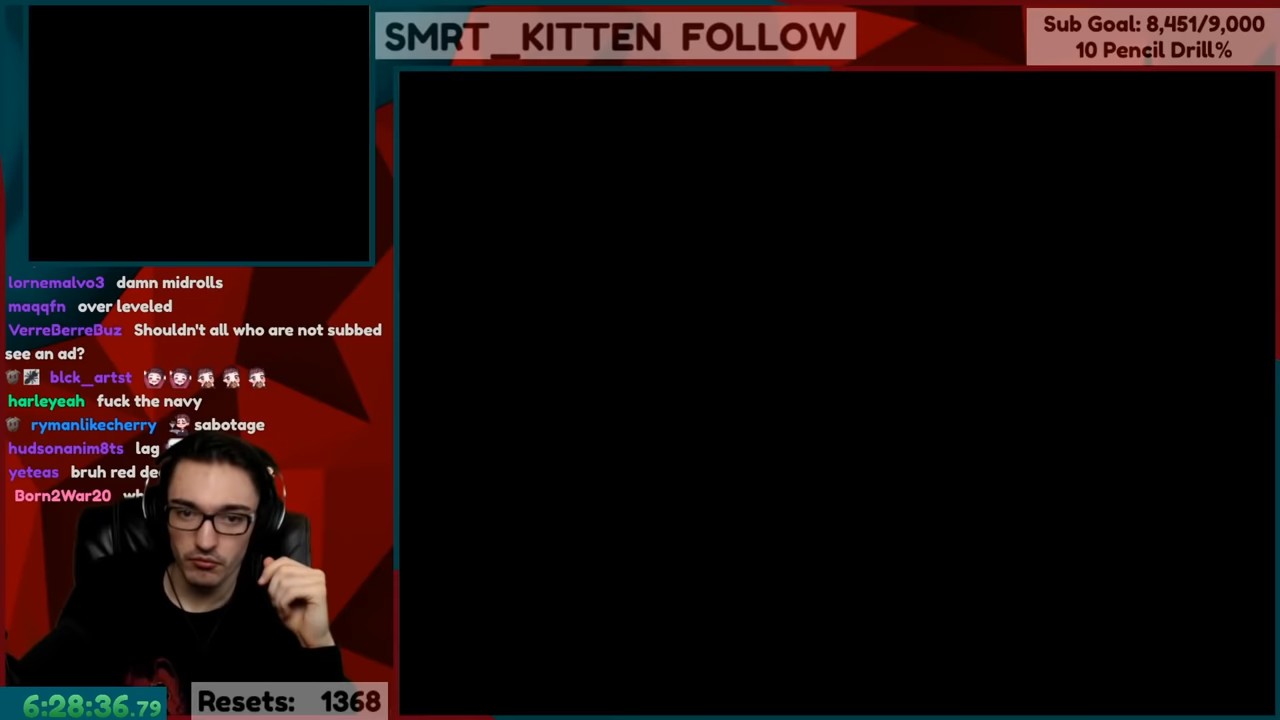 SMRT_KITTEN FOLLOW
Sub Goal: 8,451/9,000
10 Pencil Drill%
lornemalvo3 damn midrolls
maqqfn over leveled
VerreBerreBuz Shouldn't all who are not subbed
see an ad?
blck_artst
harleyeah fuck the navy
rymanlikecherry sabotage
hudsonanim8ts lag
yeteas bruh red
Born2War20
6:28:36.79
Resets: 1368